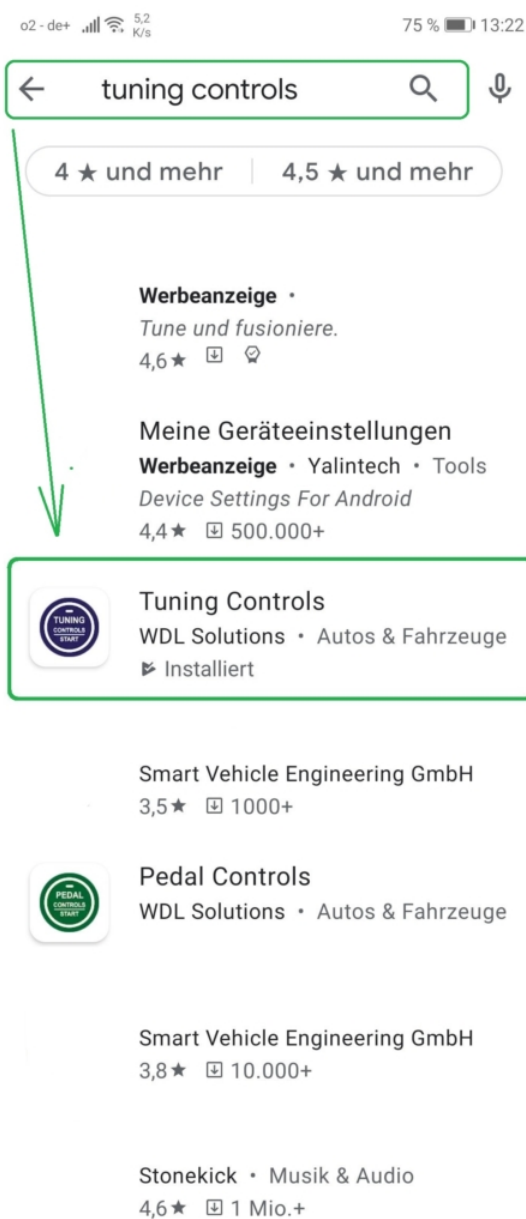 o2 - de+ 5,2 K/s 75 % 13:22
tuning controls
4 ★ und mehr 4,5 ★ und mehr
Werbeanzeige •
Tune und fusioniere.
4,6 ★
Meine Geräteeinstellungen
Werbeanzeige • Yalintech • Tools
Device Settings For Android
4,4 ★ 500.000+
TUNING
CONTROLS
START
Tuning Controls
WDL Solutions • Autos & Fahrzeuge
Installiert
Smart Vehicle Engineering GmbH
3,5 ★ 1000+
PEDAL
CONTROLS
START
Pedal Controls
WDL Solutions • Autos & Fahrzeuge
Smart Vehicle Engineering GmbH
3,8 ★ 10.000+
Stonekick • Musik & Audio
4,6 ★ 1 Mio.+